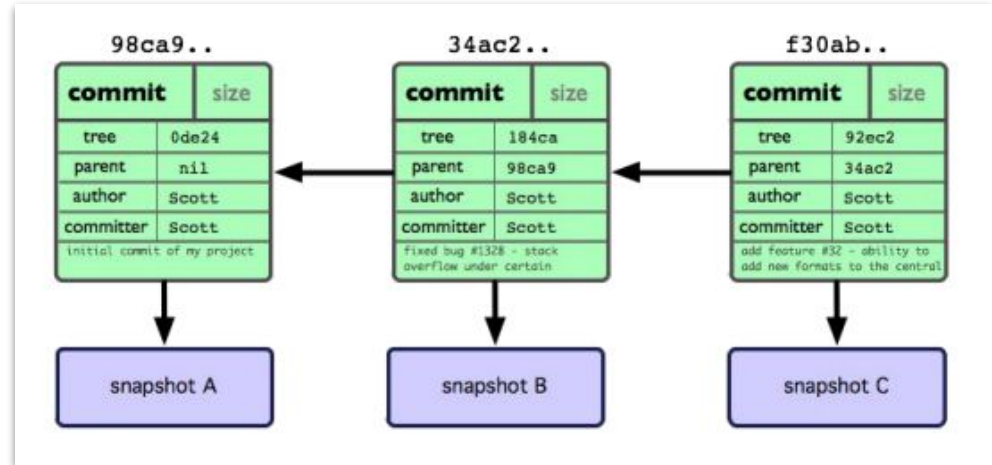 98ca9..
commit size
tree 0de24
parent nil
author Scott
committer Scott
initial commit of my project
snapshot A
34ac2..
commit size
tree 184ca
parent 98ca9
author Scott
committer Scott
fixed bug #1328 - stack
overflow under certain
snapshot B
f30ab..
commit size
tree 92ec2
parent 34ac2
author Scott
committer Scott
add feature #32 - ability to
add new formats to the central
snapshot C